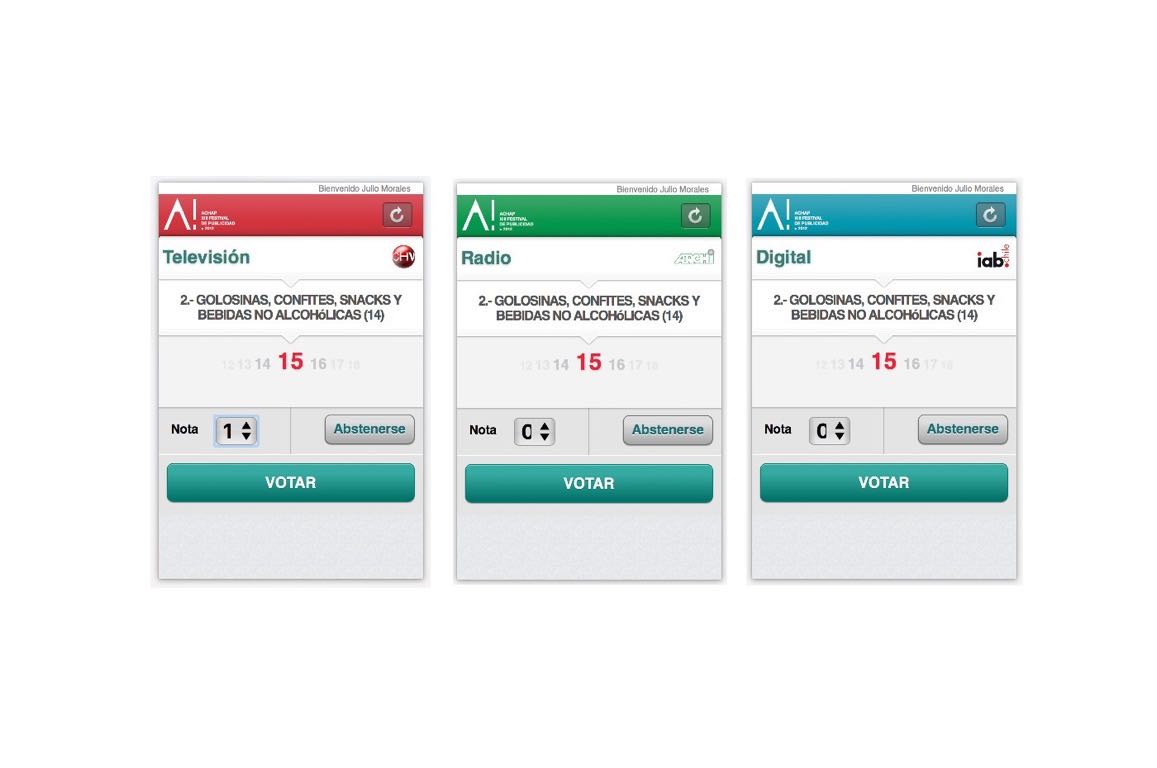 Bienvenido Julio Morales
A!
ACHAP
XIII FESTIVAL
DE PUBLICIDAD
Televisión
CHV
2.- GOLOSINAS, CONFITES, SNACKS Y
BEBIDAS NO ALCOHóLICAS (14)
12 13 14 15 16 17 18
Nota 1 Abstenerse
VOTAR
Bienvenido Julio Morales
A!
ACHAP
XIII FESTIVAL
DE PUBLICIDAD
Radio
ARCHI
2.- GOLOSINAS, CONFITES, SNACKS Y
BEBIDAS NO ALCOHóLICAS (14)
12 13 14 15 16 17 18
Nota 0 Abstenerse
VOTAR
Bienvenido Julio Morales
A!
ACHAP
XIII FESTIVAL
DE PUBLICIDAD
Digital
iab.chile
2.- GOLOSINAS, CONFITES, SNACKS Y
BEBIDAS NO ALCOHóLICAS (14)
12 13 14 15 16 17 18
Nota 0 Abstenerse
VOTAR